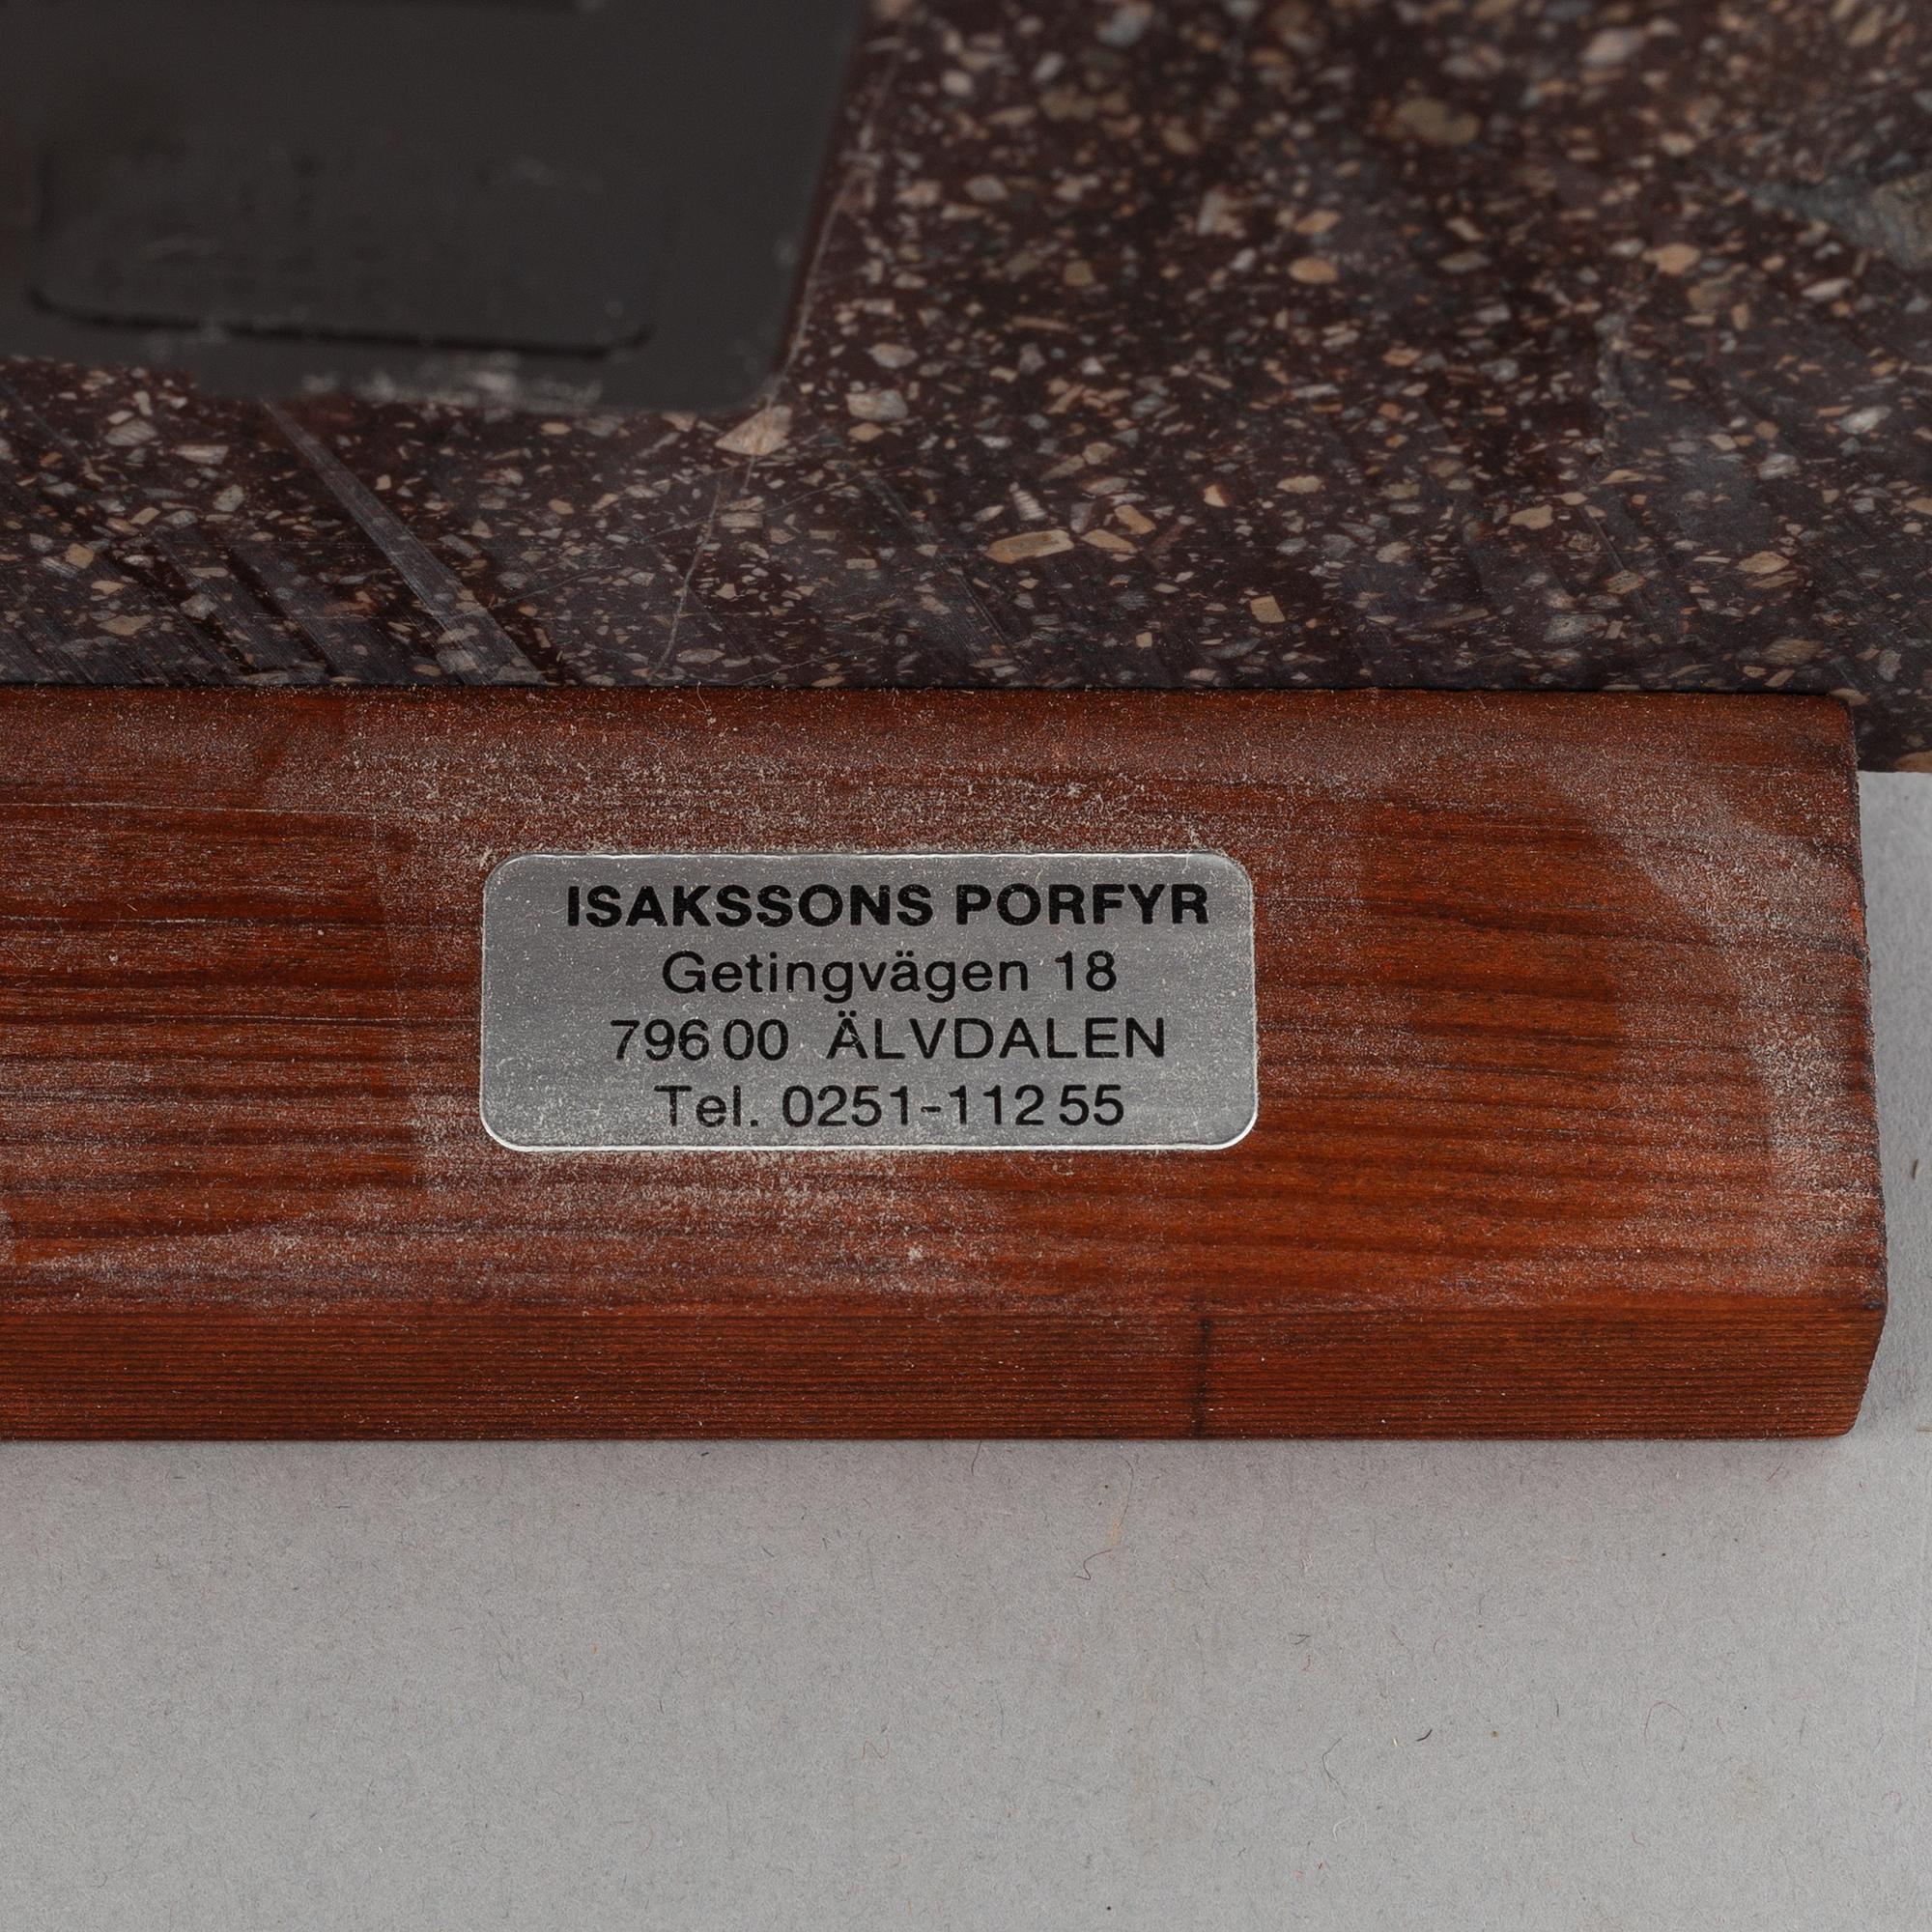 ISAKSSONS PORFYR
Getingvägen 18
796 00 ÄLVDALEN
Tel. 0251-112 55